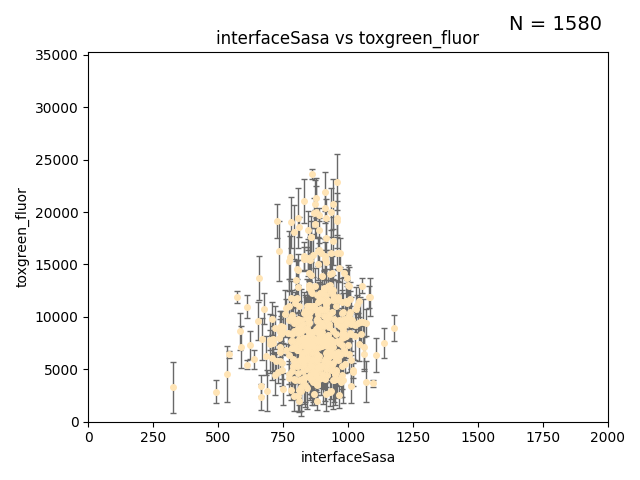 N = 1580
interfaceSasa vs toxgreen_fluor
35000
30000
25000
20000
15000
10000
5000
0
toxgreen_fluor
0 250 500 750 1000 1250 1500 1750 2000
interfaceSasa